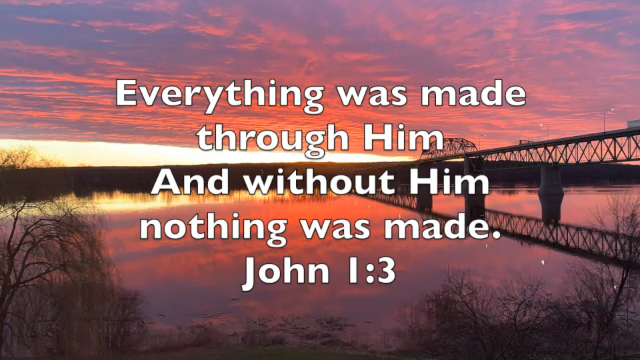 Everything was made
through Him
And without Him
nothing was made.
John 1:3